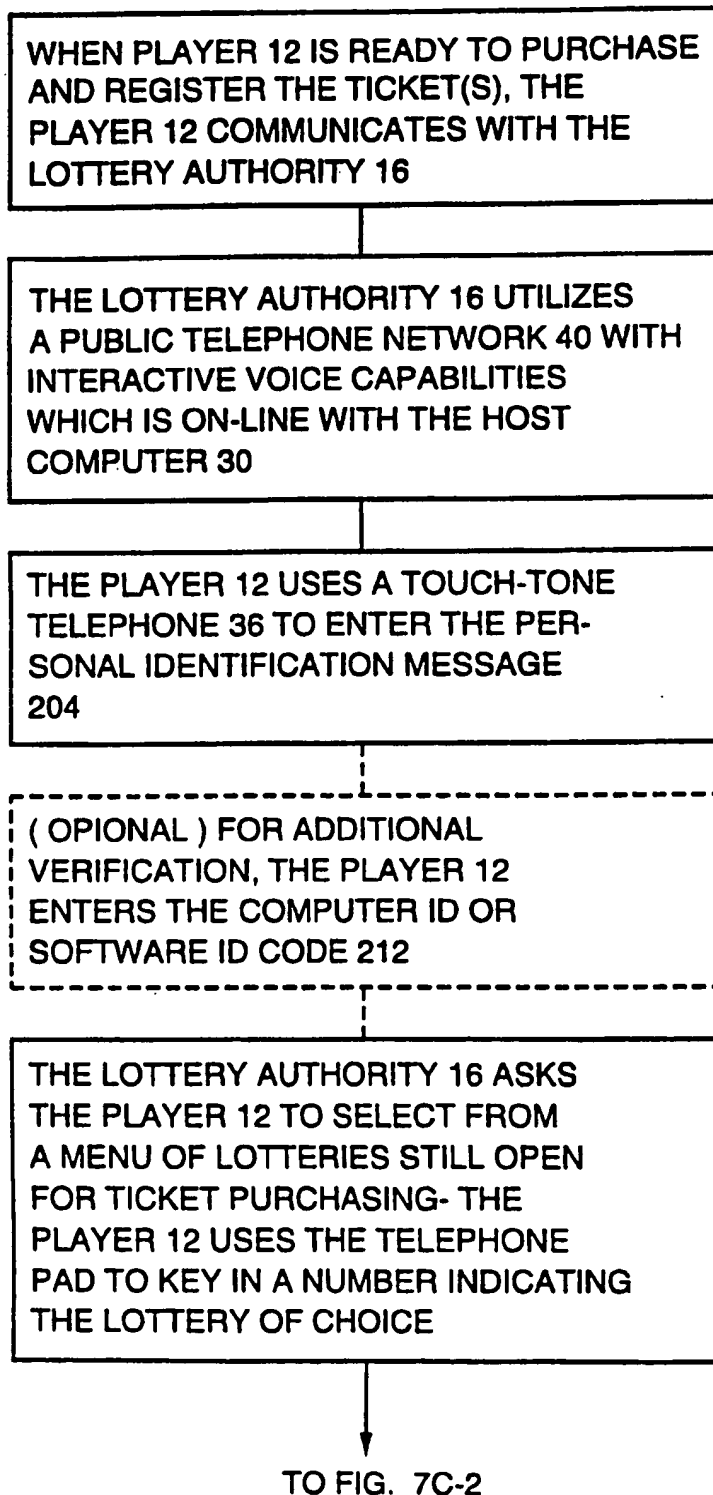 WHEN PLAYER 12 IS READY TO PURCHASE
AND REGISTER THE TICKET(S), THE
PLAYER 12 COMMUNICATES WITH THE
LOTTERY AUTHORITY 16
THE LOTTERY AUTHORITY 16 UTILIZES
A PUBLIC TELEPHONE NETWORK 40 WITH
INTERACTIVE VOICE CAPABILITIES
WHICH IS ON-LINE WITH THE HOST
COMPUTER 30
THE PLAYER 12 USES A TOUCH-TONE
TELEPHONE 36 TO ENTER THE PER-
SONAL IDENTIFICATION MESSAGE
204
( OPIONAL ) FOR ADDITIONAL
VERIFICATION, THE PLAYER 12
ENTERS THE COMPUTER ID OR
SOFTWARE ID CODE 212
THE LOTTERY AUTHORITY 16 ASKS
THE PLAYER 12 TO SELECT FROM
A MENU OF LOTTERIES STILL OPEN
FOR TICKET PURCHASING- THE
PLAYER 12 USES THE TELEPHONE
PAD TO KEY IN A NUMBER INDICATING
THE LOTTERY OF CHOICE
TO FIG. 7C-2